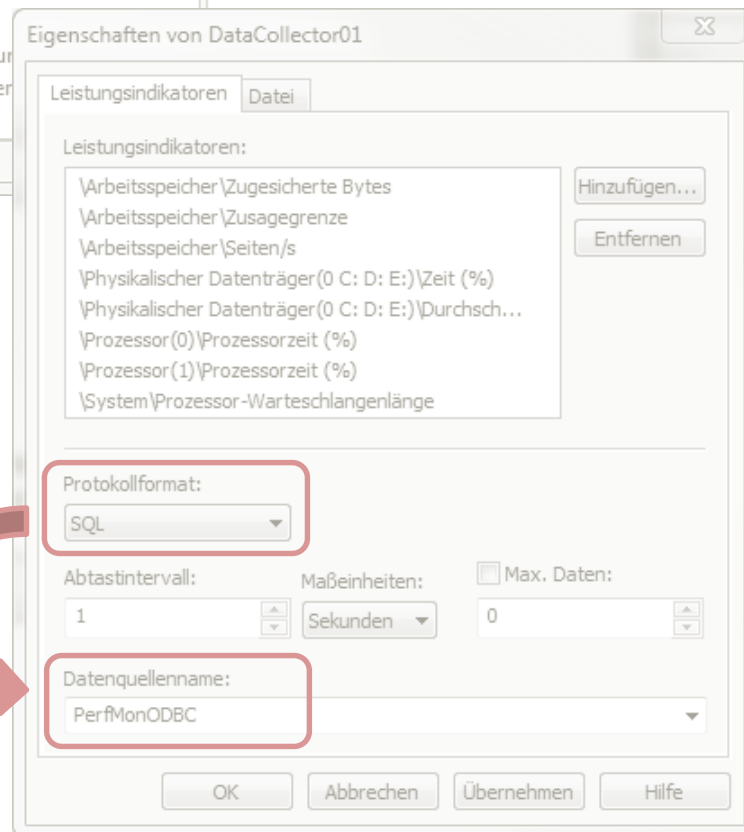 Eigenschaften von DataCollector01
Leistungsindikatoren
Datei
Leistungsindikatoren:
\Arbeitsspeicher\Zugesicherte Bytes
\Arbeitsspeicher\Zusagegrenze
\Arbeitsspeicher\Seiten/s
\Physikalischer Datenträger(0 C: D: E:)\Zeit (%)
\Physikalischer Datenträger(0 C: D: E:)\Durchsch...
\Prozessor(0)\Prozessorzeit (%)
\Prozessor(1)\Prozessorzeit (%)
\System\Prozessor-Warteschlangenlänge
Hinzufügen...
Entfernen
Protokollformat:
SQL
Abtastintervall:
Maßeinheiten:
Max. Daten:
1
Sekunden
0
Datenquellenname:
PerfMonODBC
OK
Abbrechen
Übernehmen
Hilfe